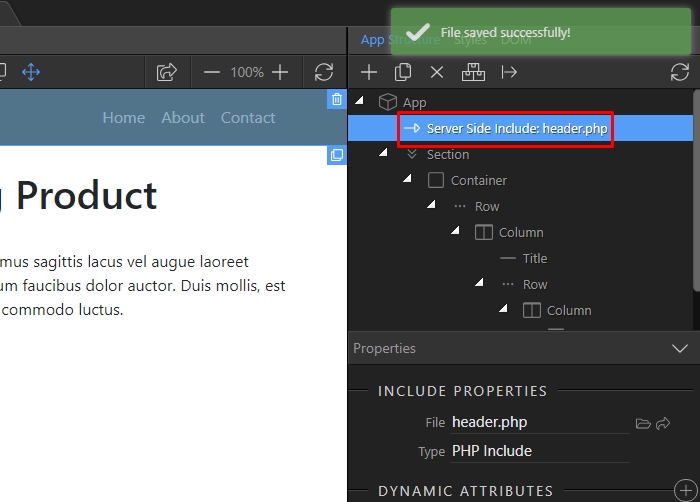 File saved successfully!
App Structure Styles DOM
100%
App
Home About Contact
Server Side Include: header.php
Section
Container
Product
Row
Column
mus sagittis lacus vel augue laoreet
Title
um faucibus dolor auctor. Duis mollis, est
Row
commodo luctus.
Column
Properties
INCLUDE PROPERTIES
File header.php
Type PHP Include
DYNAMIC ATTRIBUTES